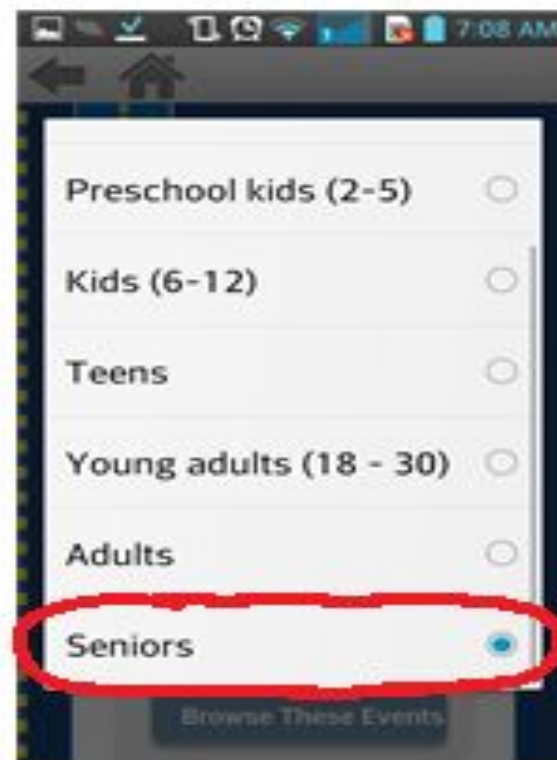 7:08 AM
Preschool kids (2-5)
Kids (6-12)
Teens
Young adults (18 - 30)
Adults
Seniors
Browse These Events